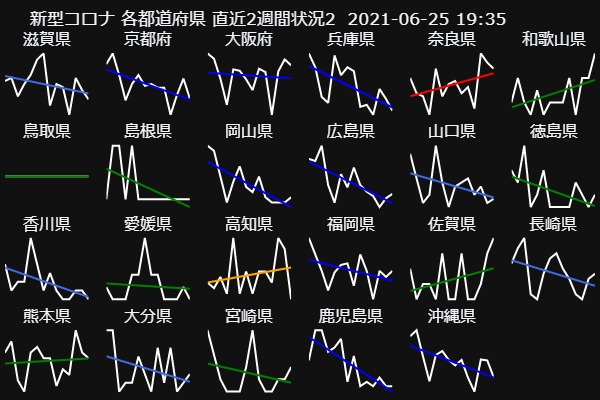 新型コロナ 各都道府県 直近2週間状況2 2021-06-25 19:35
滋賀県 京都府 大阪府 兵庫県 奈良県 和歌山県
鳥取県 島根県 岡山県 広島県 山口県 徳島県
香川県 愛媛県 高知県 福岡県 佐賀県 長崎県
熊本県 大分県 宮崎県 鹿児島県 沖縄県